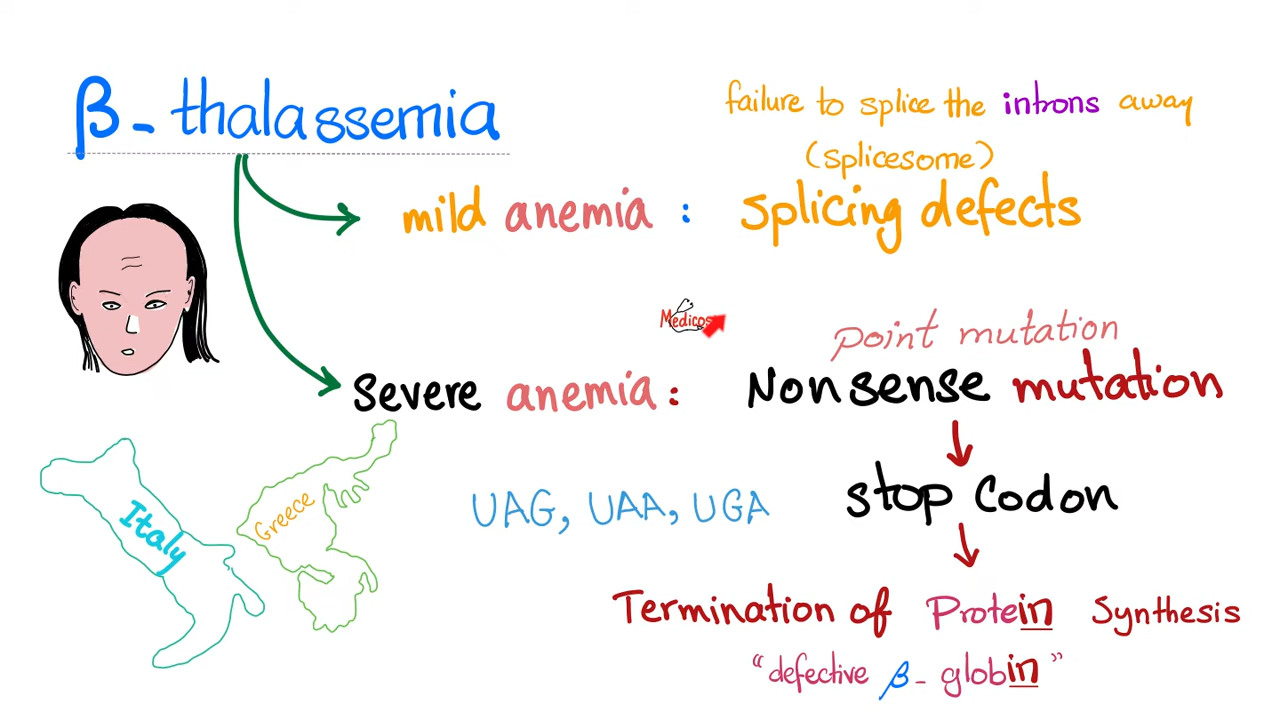 β- thalassemia
failure to splice the introns away
(splicesome)
mild anemia : splicing defects
Medicos
point mutation
Severe anemia : Nonsense mutation
UAG, UAA, UGA
stop Codon
Italy
Greece
Termination of Protein Synthesis
"defective β- globin"